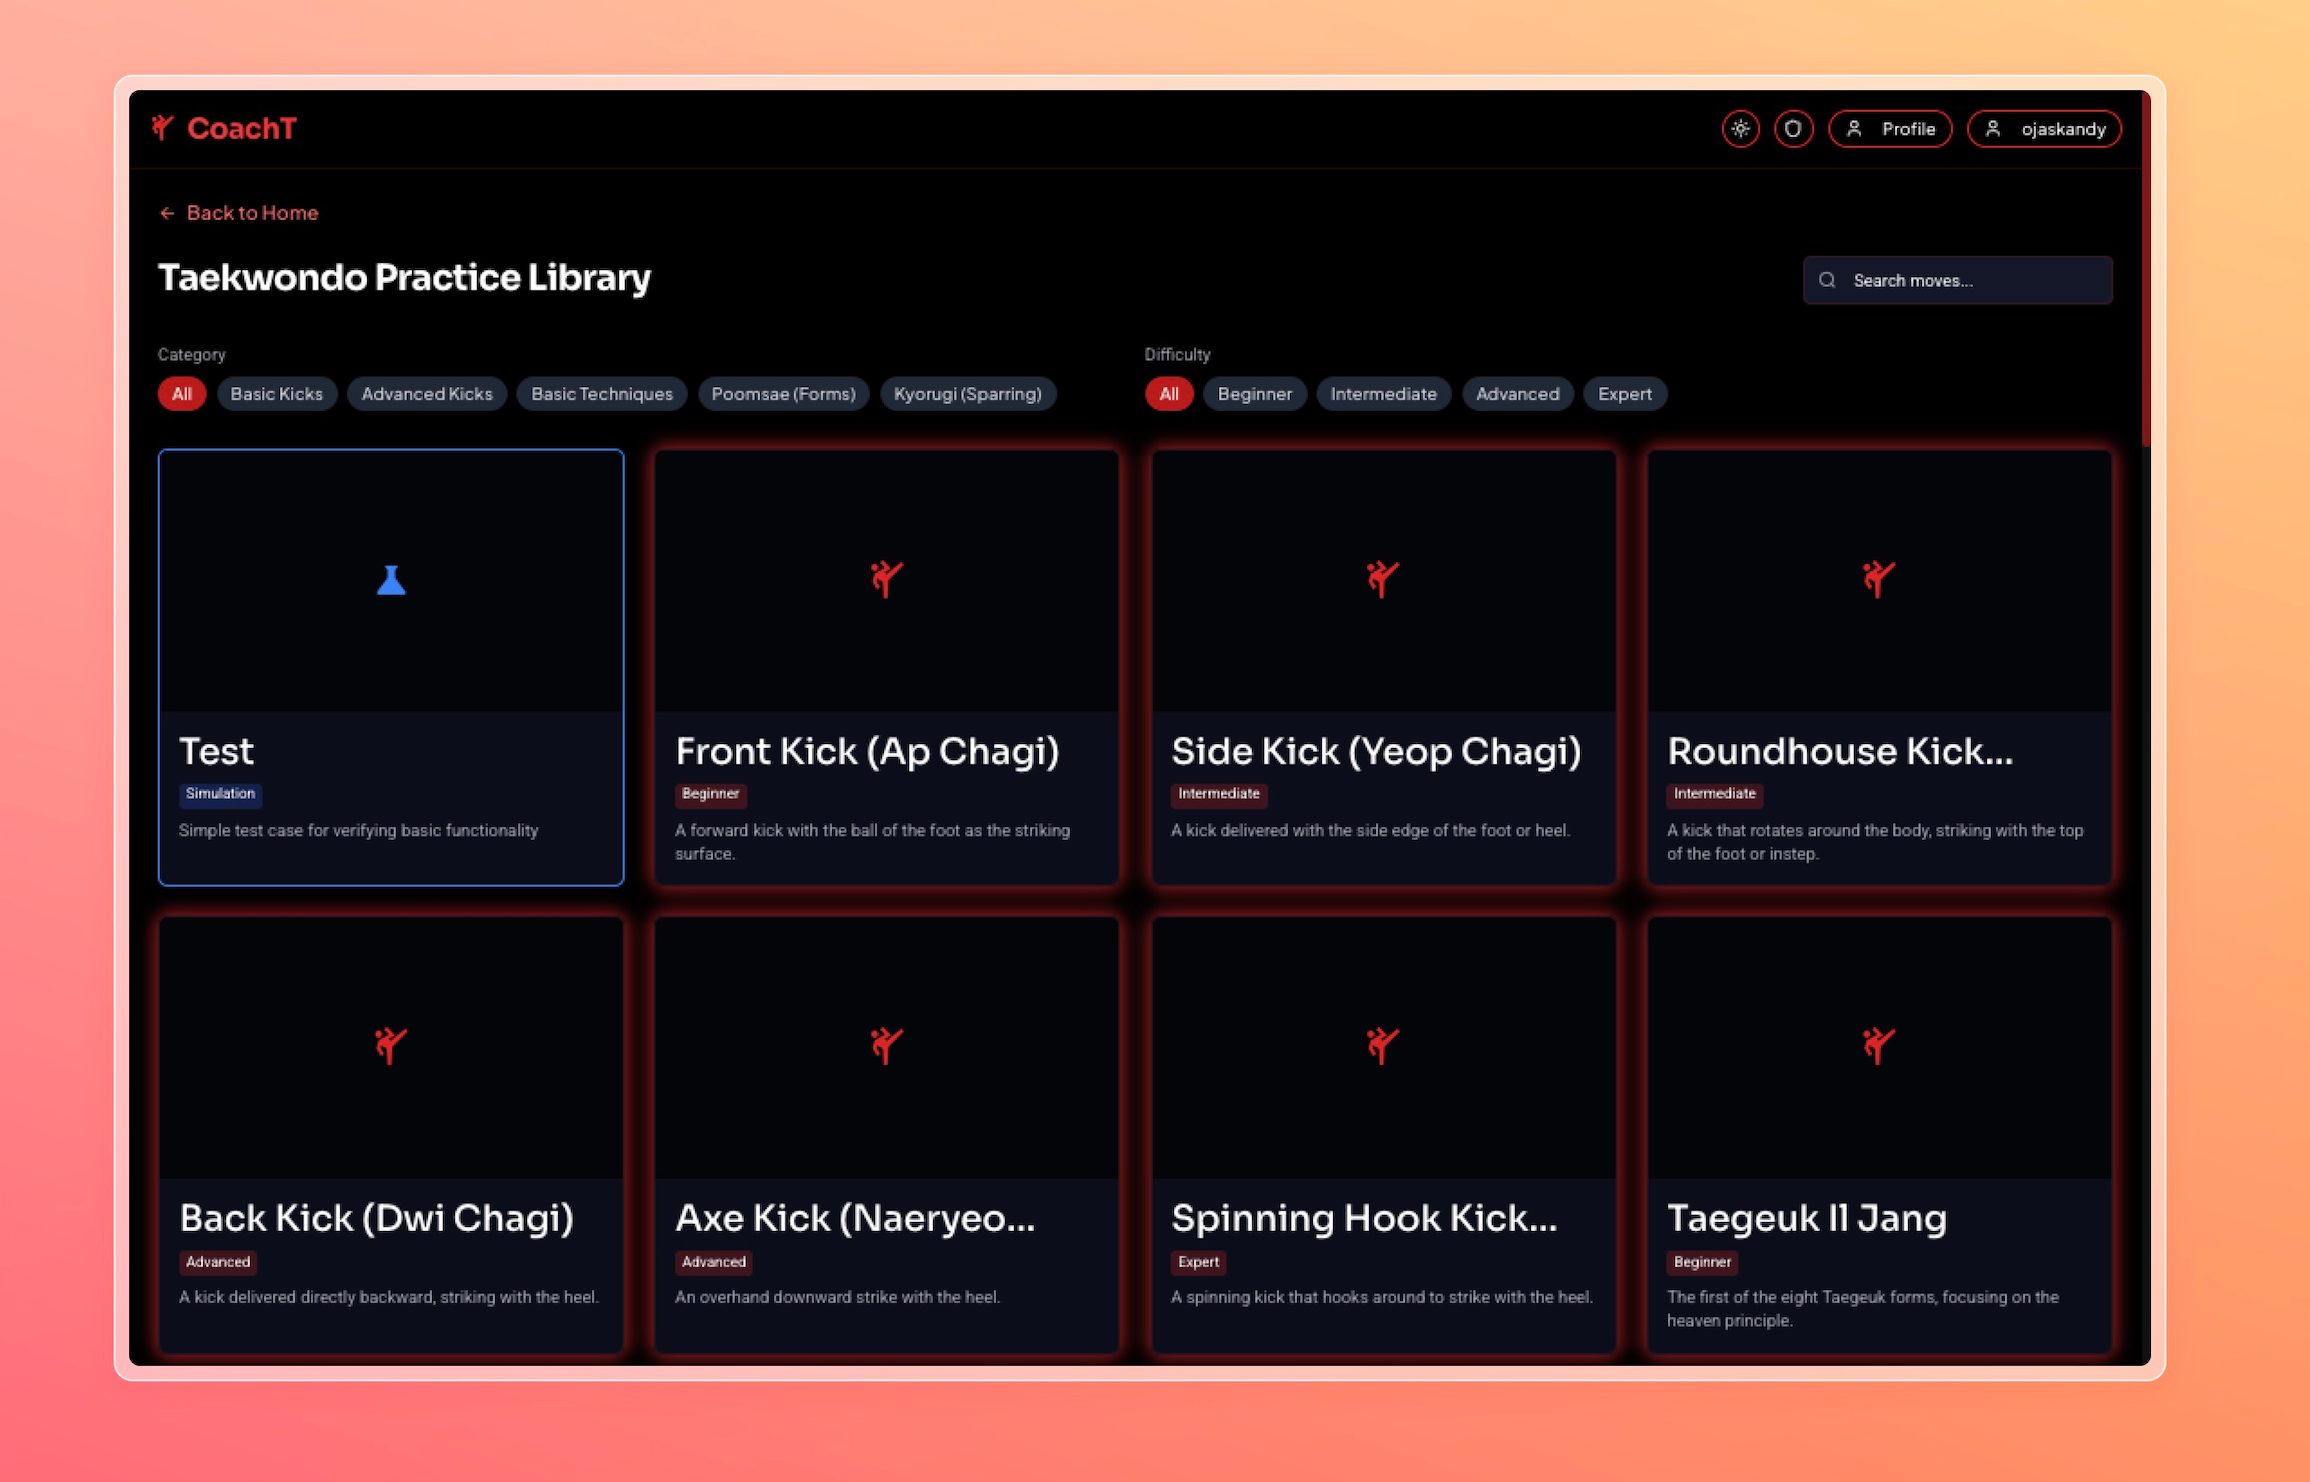 CoachT
Profile
ojaskandy
Back to Home
Taekwondo Practice Library
Search moves...
Category
All
Basic Kicks
Advanced Kicks
Basic Techniques
Poomsae (Forms)
Kyorugi (Sparring)
Difficulty
All
Beginner
Intermediate
Advanced
Expert
Test
Simulation
Simple test case for verifying basic functionality
Front Kick (Ap Chagi)
Beginner
A forward kick with the ball of the foot as the striking
surface.
Side Kick (Yeop Chagi)
Intermediate
A kick delivered with the side edge of the foot or heel.
Roundhouse Kick...
Intermediate
A kick that rotates around the body, striking with the top
of the foot or instep.
Back Kick (Dwi Chagi)
Advanced
A kick delivered directly backward, striking with the heel.
Axe Kick (Naeryeo...
Advanced
An overhand downward strike with the heel.
Spinning Hook Kick...
Expert
A spinning kick that hooks around to strike with the heel.
Taegeuk Il Jang
Beginner
The first of the eight Taegeuk forms, focusing on the
heaven principle.